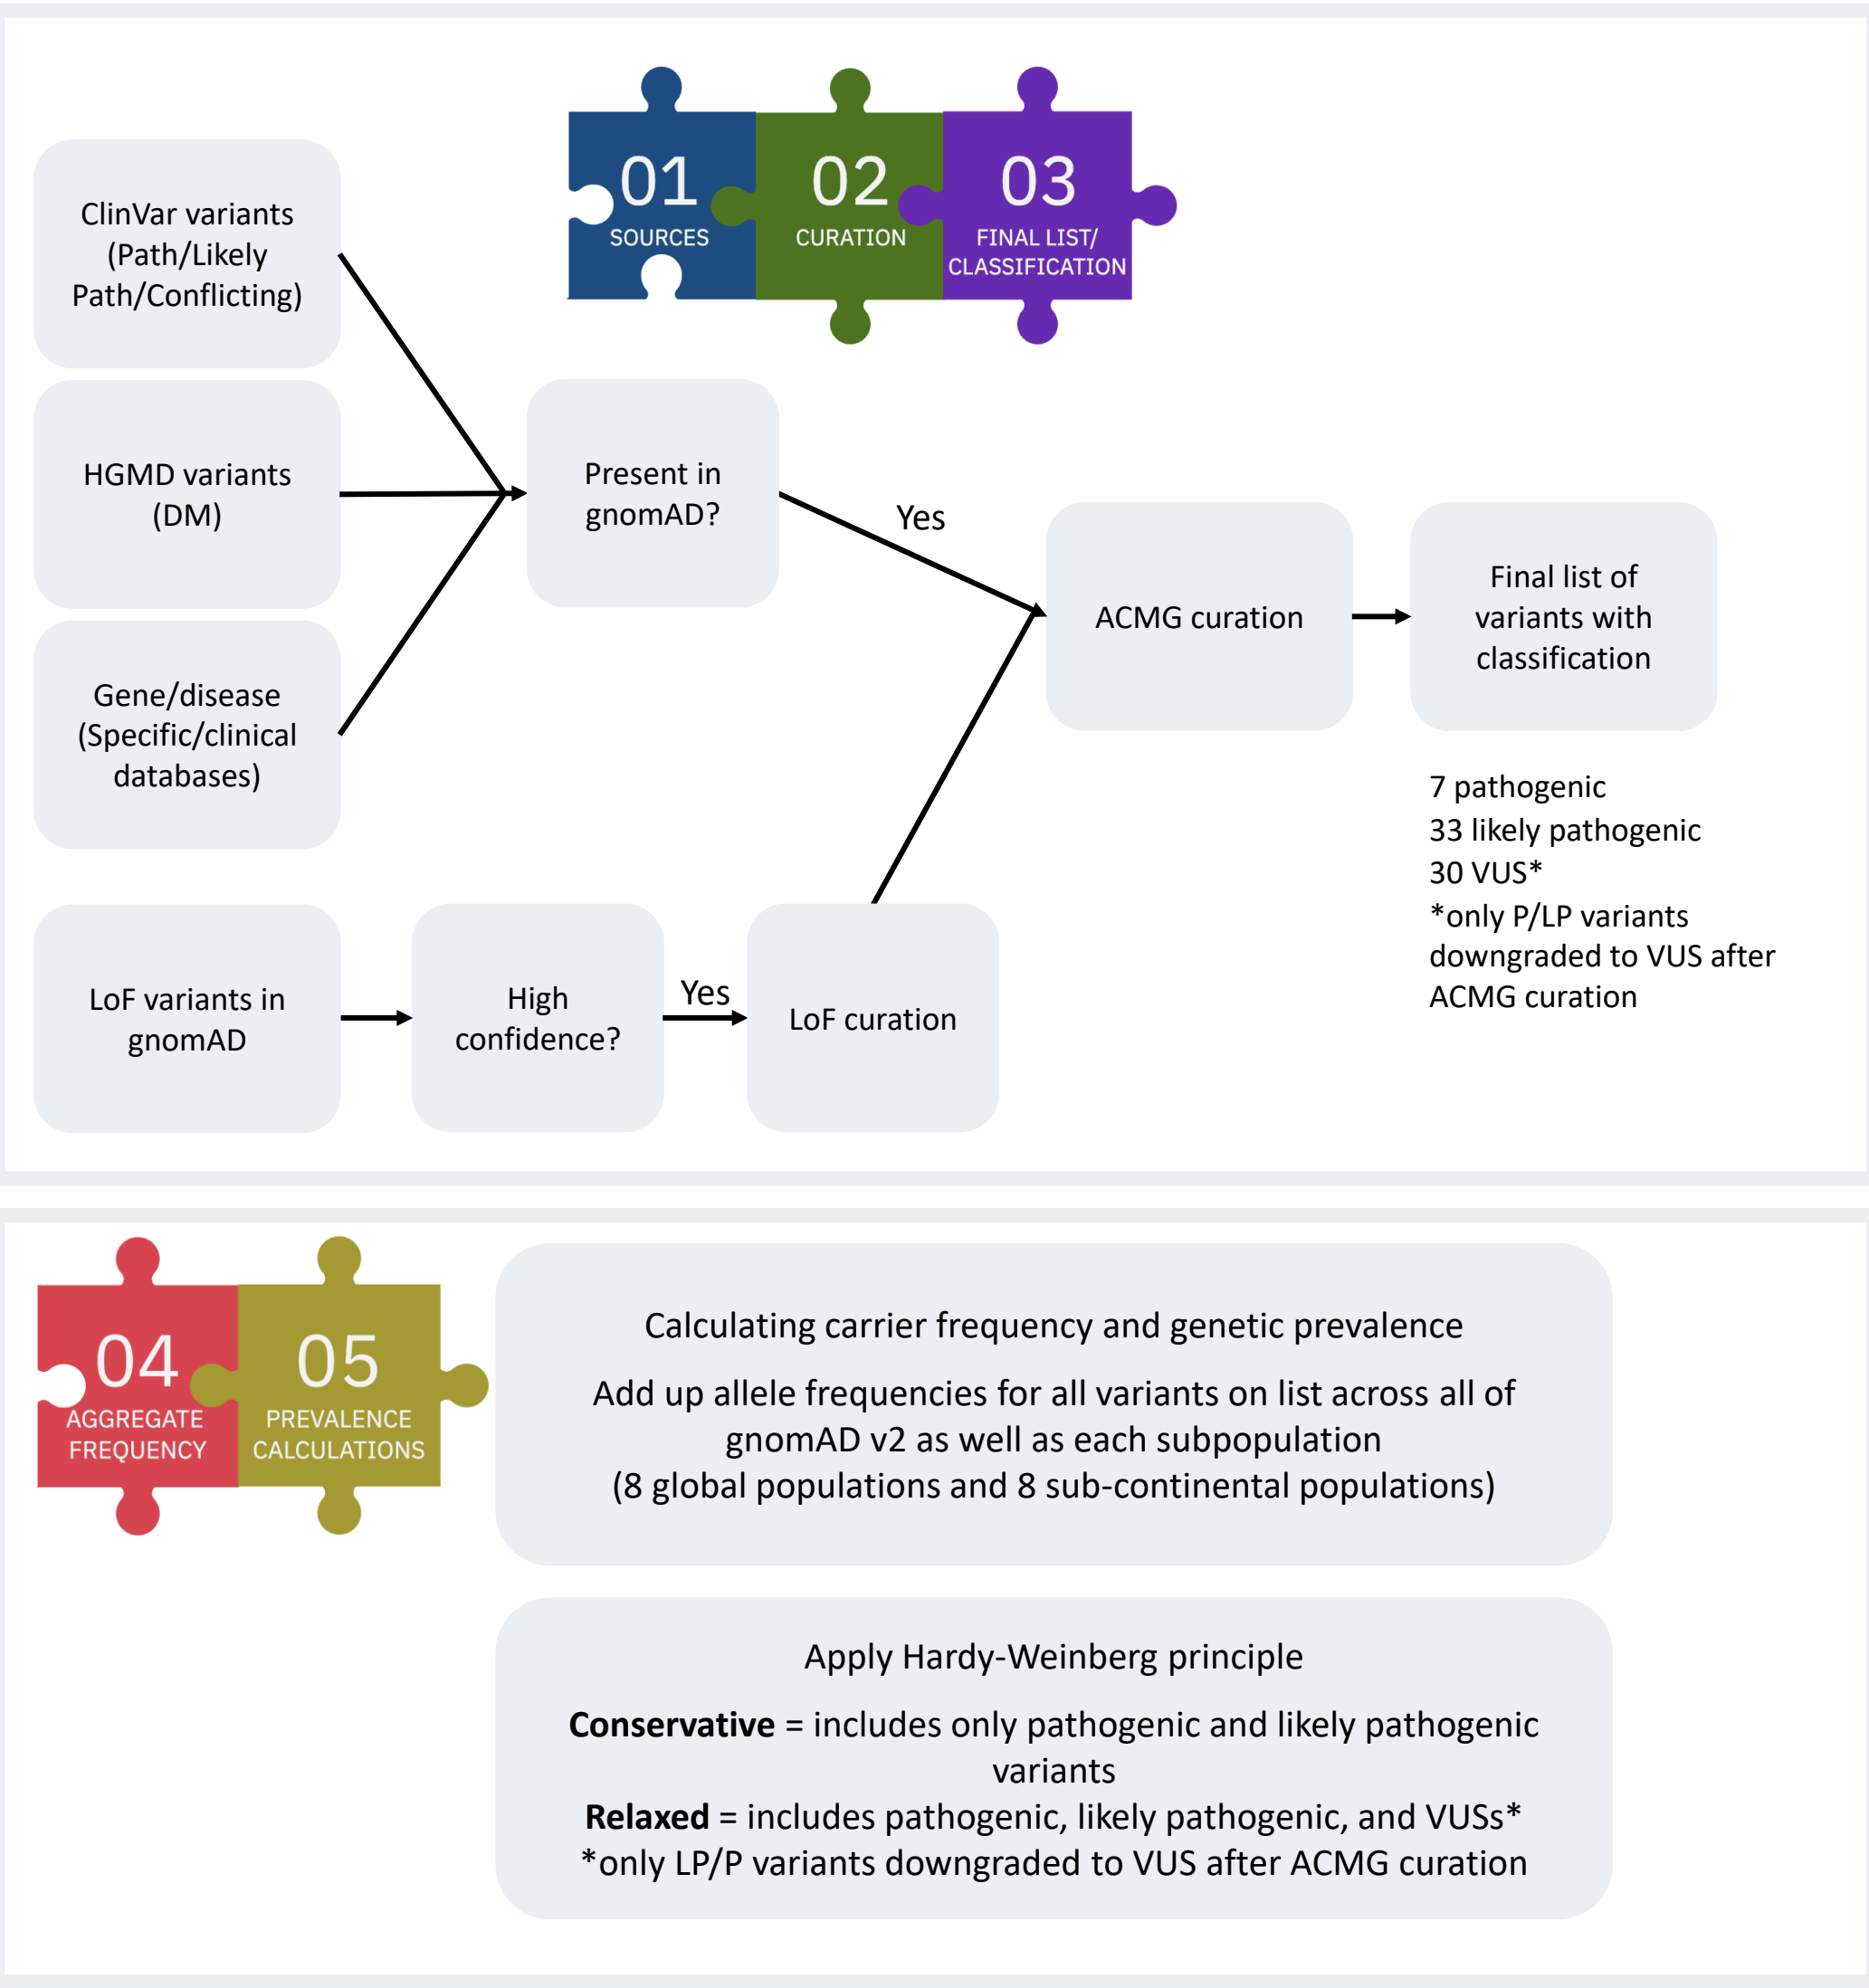 01
SOURCES
02
CURATION
03
FINAL LIST/
CLASSIFICATION
ClinVar variants
(Path/Likely
Path/Conflicting)
HGMD variants
(DM)
Gene/disease
(Specific/clinical
databases)
Present in
gnomAD?
Yes
ACMG curation
Final list of
variants with
classification
7 pathogenic
33 likely pathogenic
30 VUS*
*only P/LP variants
downgraded to VUS after
ACMG curation
LoF variants in
gnomAD
High
confidence?
Yes
LoF curation
04
AGGREGATE
FREQUENCY
05
PREVALENCE
CALCULATIONS
Calculating carrier frequency and genetic prevalence
Add up allele frequencies for all variants on list across all of
gnomAD v2 as well as each subpopulation
(8 global populations and 8 sub-continental populations)
Apply Hardy-Weinberg principle
Conservative = includes only pathogenic and likely pathogenic
variants
Relaxed = includes pathogenic, likely pathogenic, and VUSs*
*only LP/P variants downgraded to VUS after ACMG curation